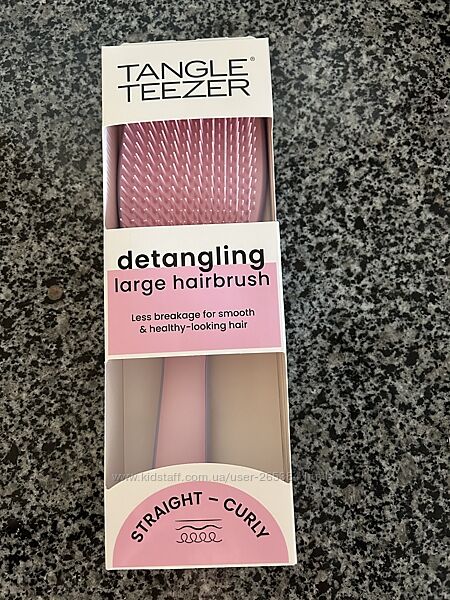 TANGLE®
TEEZER
detangling
large hairbrush
Less breakage for smooth
& healthy-looking hair
STRAIGHT – CURLY